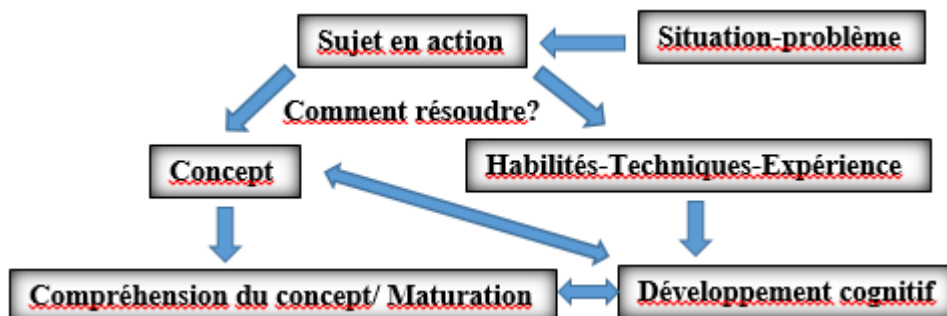 Sujet en action
Situation-problème
Comment résoudre?
Concept
Habilités-Techniques-Expérience
Compréhension du concept/ Maturation
Développement cognitif